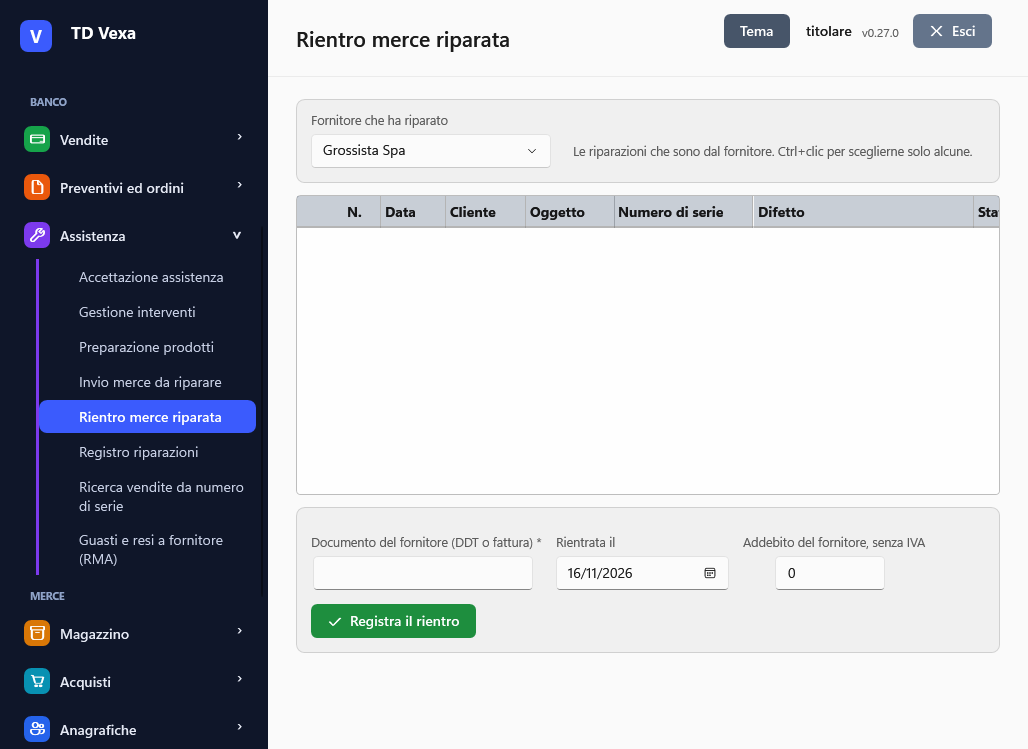 V
TD Vexa
BANCO
Vendite
Preventivi ed ordini
Assistenza
Accettazione assistenza
Gestione interventi
Preparazione prodotti
Invio merce da riparare
Rientro merce riparata
Registro riparazioni
Ricerca vendite da numero
di serie
Guasti e resi a fornitore
(RMA)
MERCE
Magazzino
Acquisti
Anagrafiche
Rientro merce riparata
Tema
titolare
v0.27.0
Esci
Fornitore che ha riparato
Grossista Spa
Le riparazioni che sono dal fornitore. Ctrl+clic per sceglierne solo alcune.
N. Data Cliente Oggetto Numero di serie Difetto Sta
Documento del fornitore (DDT o fattura) * Rientrata il Addebito del fornitore, senza IVA
16/11/2026 0
Registra il rientro